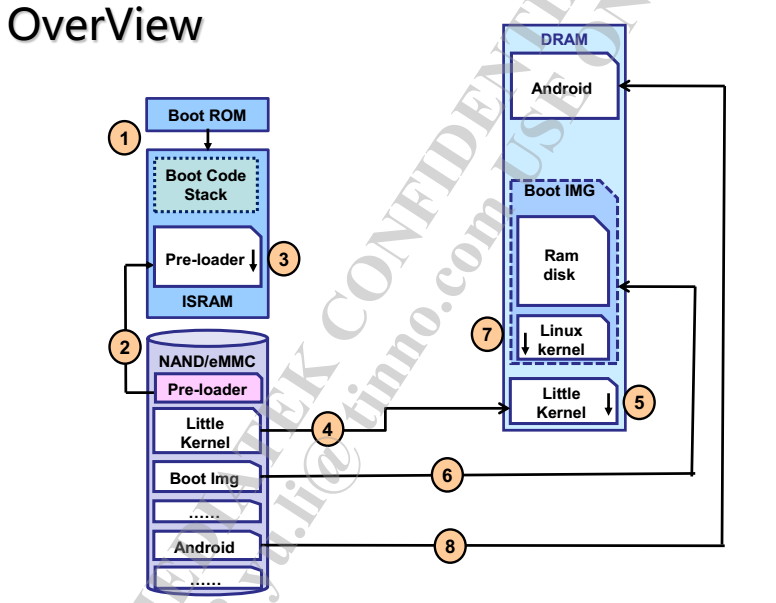 OverView
DRAM
Android
Boot ROM
1
Boot Code
Stack
Boot IMG
Pre-loader
3
Ram
disk
ISRAM
7
Linux
kernel
2
NAND/eMMC
Pre-loader
Little
Kernel
5
Little
Kernel
4
Boot Img
6
......
Android
8
......
MEDIATEK CONFIDENTI
yu.li@tinno.com USE ON